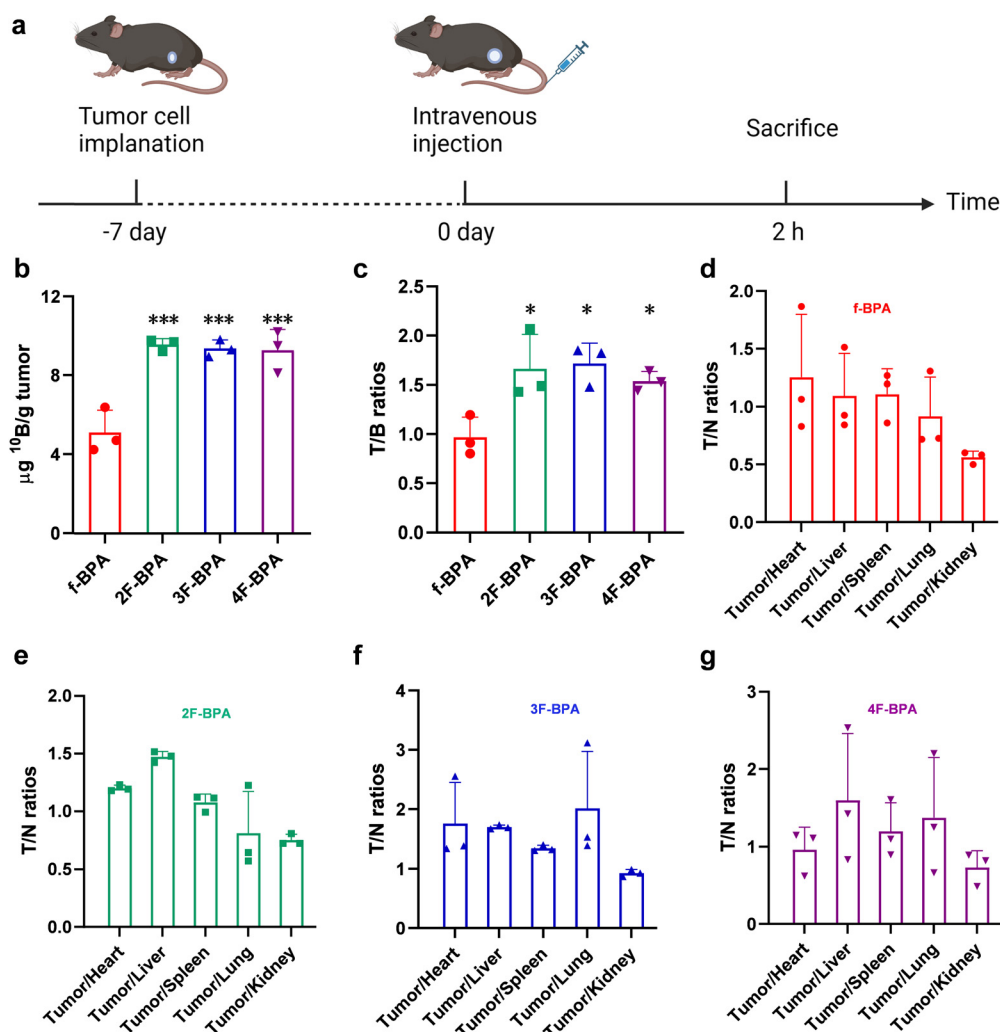 a
Tumor cell
implanation
Intravenous
injection
Sacrifice
Time
-7 day
0 day
2 h
b
µg ¹⁰B/g tumor
12
8
4
0
***
***
***
f-BPA
2F-BPA
3F-BPA
4F-BPA
c
T/B ratios
2.5
2.0
1.5
1.0
0.5
0.0
*
*
*
f-BPA
2F-BPA
3F-BPA
4F-BPA
d
f-BPA
T/N ratios
2.0
1.5
1.0
0.5
0.0
Tumor/Heart
Tumor/Liver
Tumor/Spleen
Tumor/Lung
Tumor/Kidney
e
2F-BPA
T/N ratios
2.0
1.5
1.0
0.5
0.0
Tumor/Heart
Tumor/Liver
Tumor/Spleen
Tumor/Lung
Tumor/Kidney
f
3F-BPA
T/N ratios
4
3
2
1
0
Tumor/Heart
Tumor/Liver
Tumor/Spleen
Tumor/Lung
Tumor/Kidney
g
4F-BPA
T/N ratios
3
2
1
0
Tumor/Heart
Tumor/Liver
Tumor/Spleen
Tumor/Lung
Tumor/Kidney